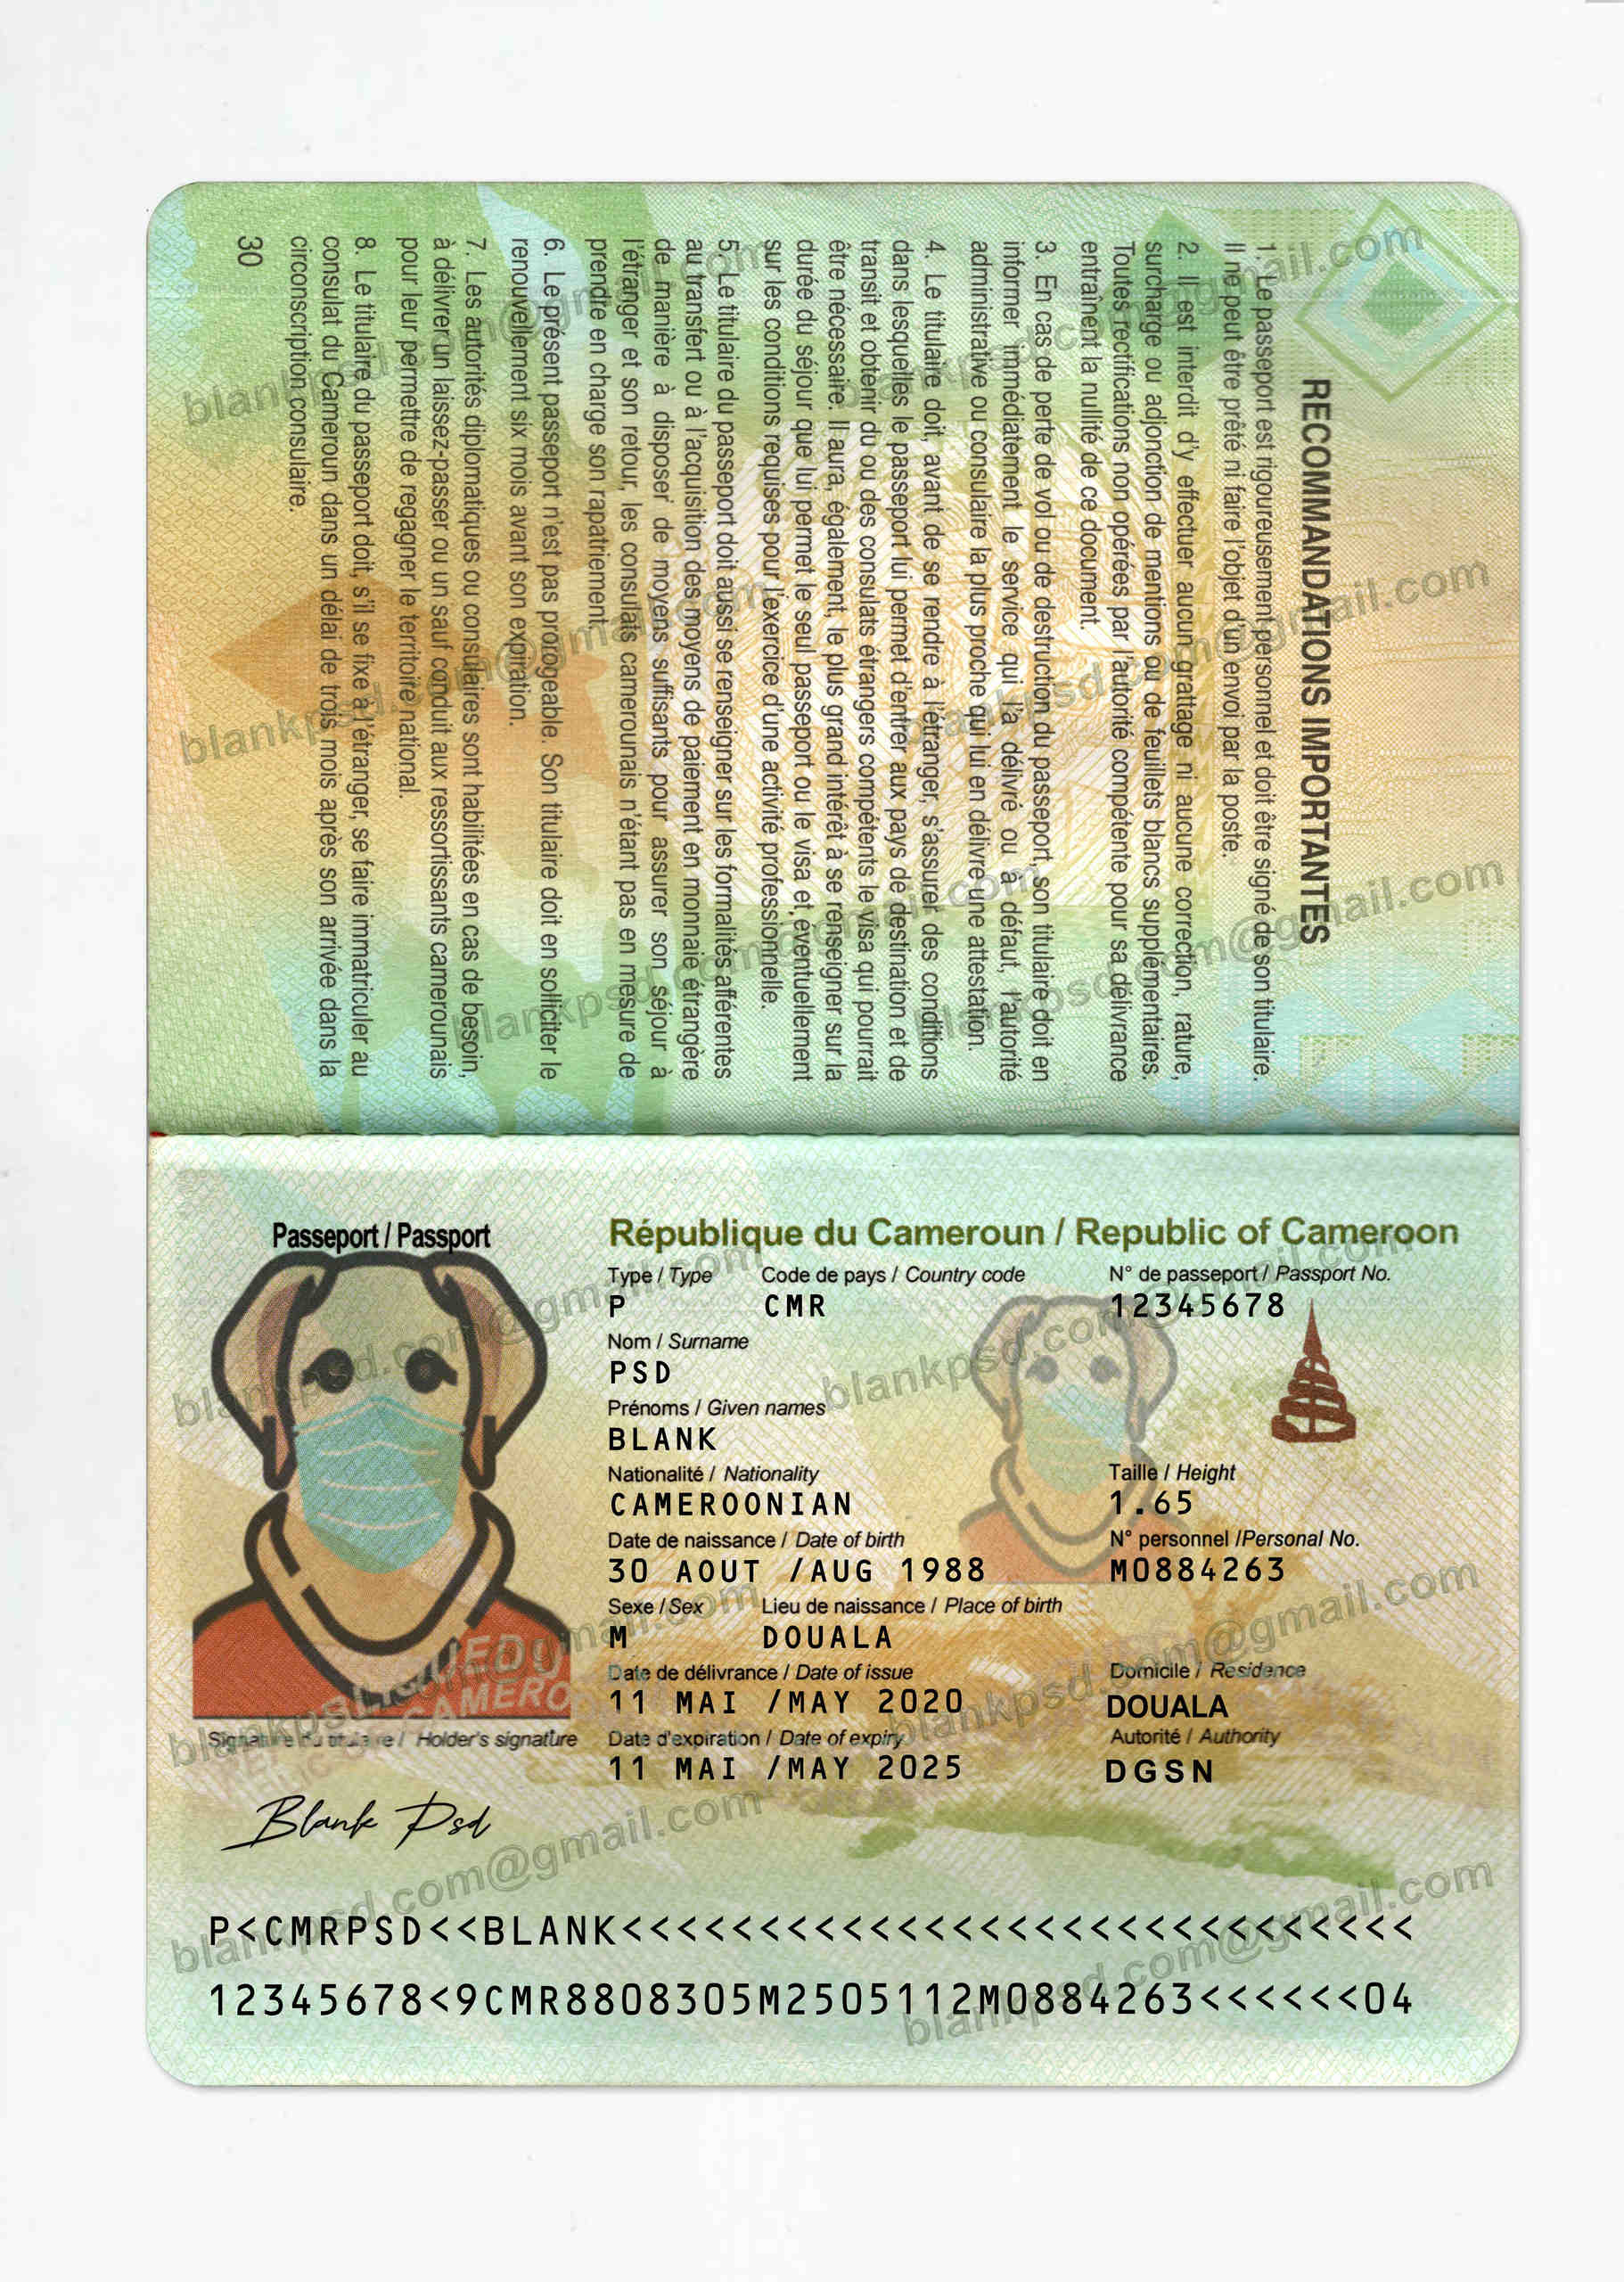 RECOMMANDATIONS IMPORTANTES
1. Le passeport est rigoureusement personnel et doit être signé de son titulaire.
Il ne peut être prêté ni faire l'objet d'un envoi par la poste.
2. Il est interdit d'y effectuer aucun grattage ni aucune correction, rature,
surcharge ou adjonction de mentions ou de feuillets blancs supplémentaires.
Toutes rectifications non opérées par l'autorité compétente pour sa délivrance
entraînent la nullité de ce document.
3. En cas de perte de vol ou de destruction du passeport, son titulaire doit en
informer immédiatement le service qui l'a délivré ou à défaut, l'autorité
administrative ou consulaire la plus proche qui lui en délivre une attestation.
4. Le titulaire doit, avant de se rendre à l'étranger, s'assurer des conditions
dans lesquelles le passeport lui permet d'entrer aux pays de destination et de
transit et obtenir du ou des consulats étrangers compétents le visa qui pourrait
être nécessaire. Il aura, également, le plus grand intérêt à se renseigner sur la
durée du séjour que lui permet le seul passeport ou le visa et, éventuellement
sur les conditions requises pour l'exercice d'une activité professionnelle.
5. Le titulaire du passeport doit aussi se renseigner sur les formalités afférentes
au transfert ou à l'acquisition des moyens de paiement en monnaie étrangère
de manière à disposer de moyens suffisants pour assurer son séjour à
l'étranger et son retour, les consulats camerounais n'étant pas en mesure de
prendre en charge son rapatriement.
6. Le présent passeport n'est pas prorogeable. Son titulaire doit en solliciter le
renouvellement six mois avant son expiration.
7. Les autorités diplomatiques ou consulaires sont habilitées en cas de besoin,
à délivrer un laissez-passer ou un sauf conduit aux ressortissants camerounais
pour leur permettre de regagner le territoire national.
8. Le titulaire du passeport doit, s'il se fixe à l'étranger, se faire immatriculer au
consulat du Cameroun dans un délai de trois mois après son arrivée dans la
circonscription consulaire.
30
Passeport / Passport
République du Cameroun / Republic of Cameroon
Type / Type Code de pays / Country code N° de passeport / Passport No.
P CMR 12345678
Nom / Surname
PSD
Prénoms / Given names
BLANK
Nationalité / Nationality Taille / Height
CAMEROONIAN 1.65
Date de naissance / Date of birth N° personnel /Personal No.
30 AOUT /AUG 1988 M0884263
Sexe / Sex Lieu de naissance / Place of birth
M DOUALA
Date de délivrance / Date of issue Domicile / Residence
11 MAI /MAY 2020 DOUALA
Signature du titulaire / Holder's signature Date d'expiration / Date of expiry Autorité / Authority
11 MAI /MAY 2025 DGSN
Blank Psd
P<CMRPSD<<BLANK<<<<<<<<<<<<<<<<<<<<<<<<<<<<<
12345678<9CMR8808305M2505112M0884263<<<<<<04
blankpsd.com@gmail.com